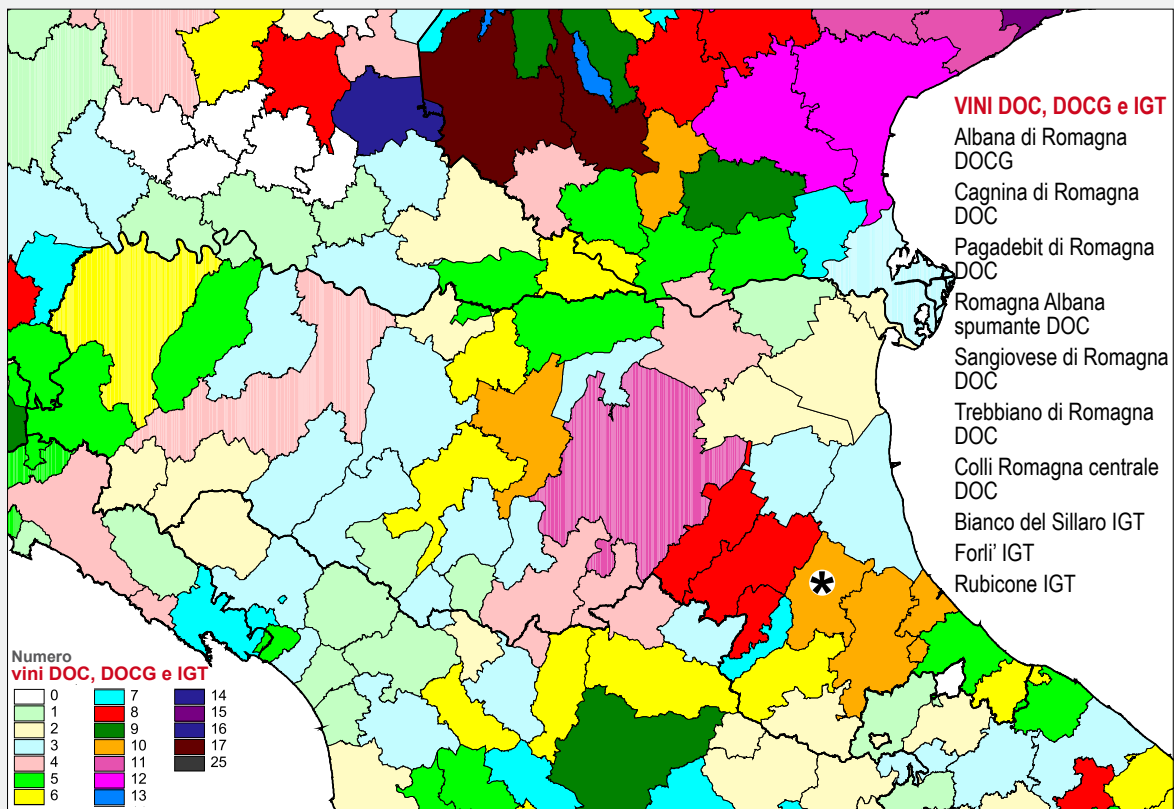 VINI DOC, DOCG e IGT
Albana di Romagna
DOCG
Cagnina di Romagna
DOC
Pagadebit di Romagna
DOC
Romagna Albana
spumante DOC
Sangiovese di Romagna
DOC
Trebbiano di Romagna
DOC
Colli Romagna centrale
DOC
Bianco del Sillaro IGT
Forli' IGT
Rubicone IGT
*
Numero
vini DOC, DOCG e IGT
0 7 14
1 8 15
2 9 16
3 10 17
4 11 25
5 12
6 13